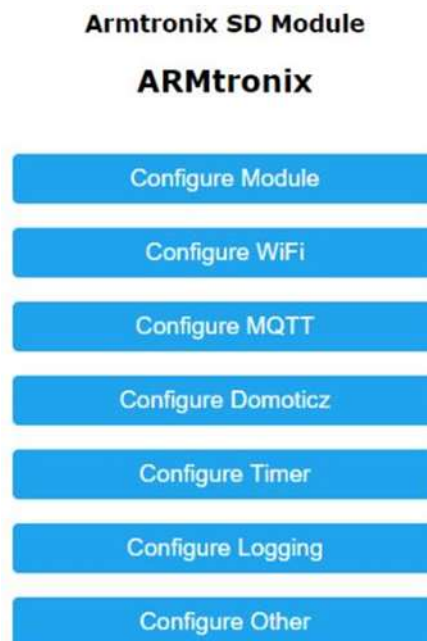 Armtronix SD Module
ARMtronix
Configure Module
Configure WiFi
Configure MQTT
Configure Domoticz
Configure Timer
Configure Logging
Configure Other